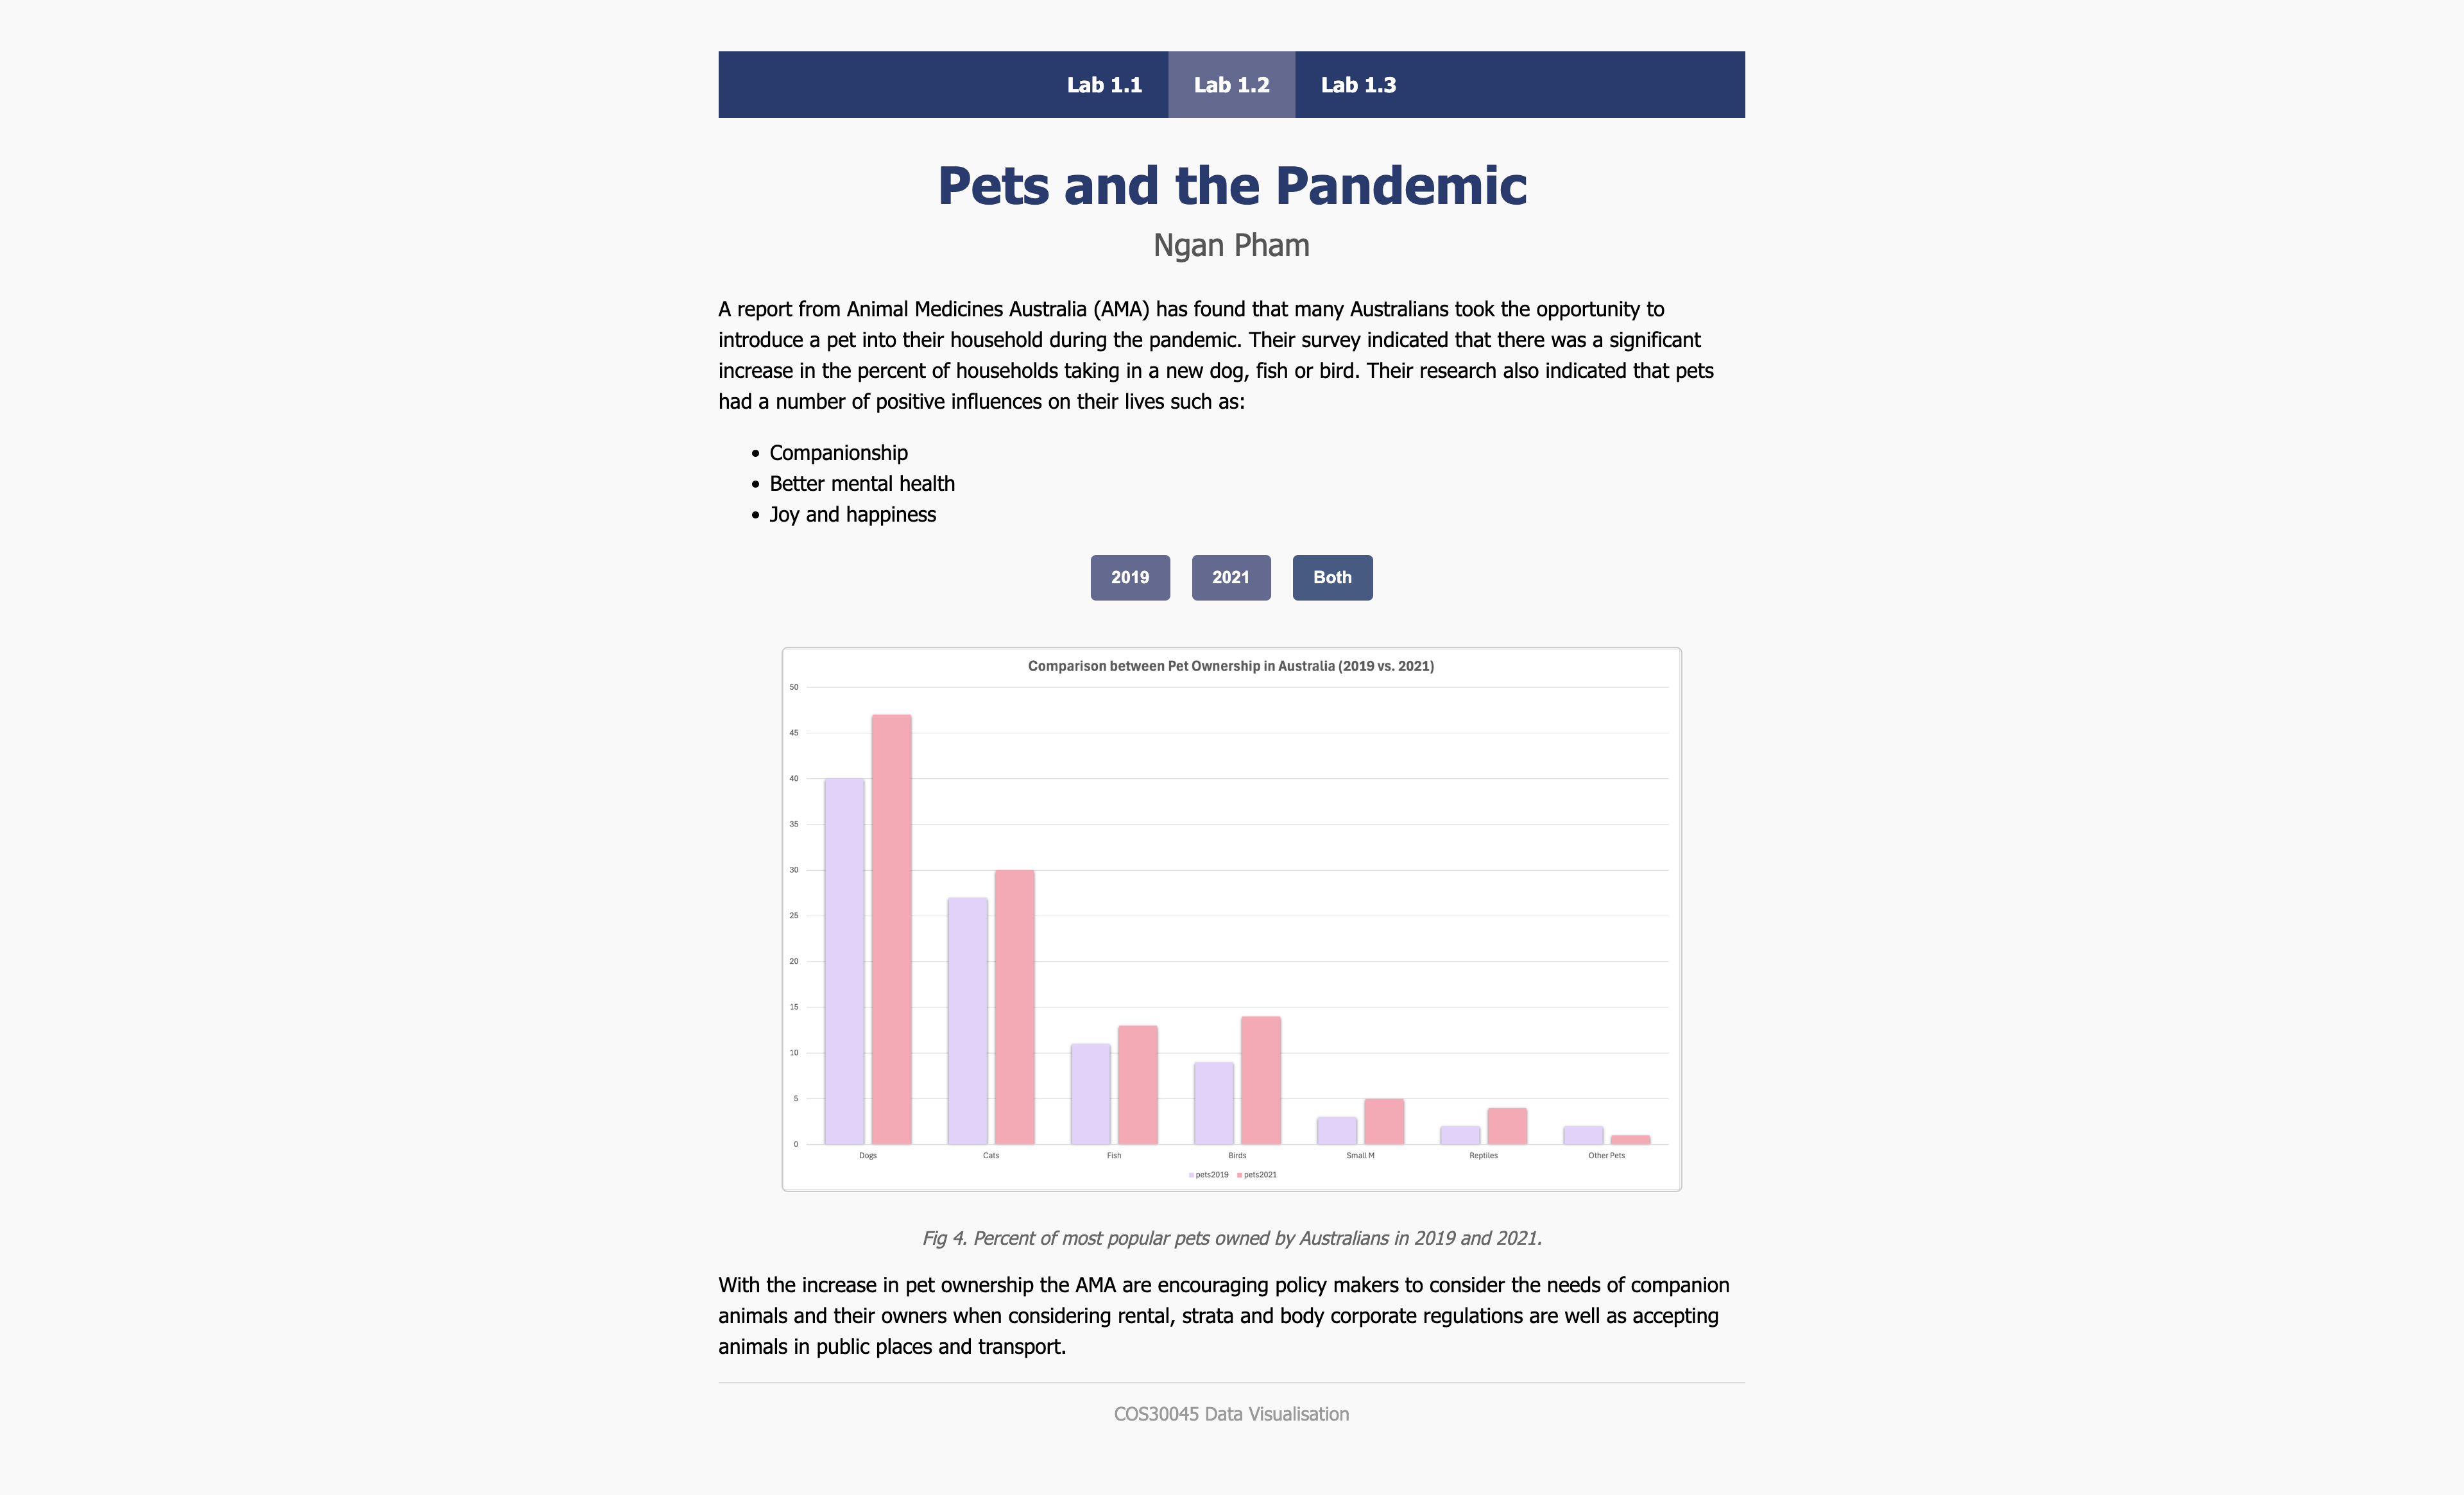 Lab 1.1 Lab 1.2 Lab 1.3
Pets and the Pandemic
Ngan Pham
A report from Animal Medicines Australia (AMA) has found that many Australians took the opportunity to
introduce a pet into their household during the pandemic. Their survey indicated that there was a significant
increase in the percent of households taking in a new dog, fish or bird. Their research also indicated that pets
had a number of positive influences on their lives such as:
• Companionship
• Better mental health
• Joy and happiness
2019 2021 Both
Comparison between Pet Ownership in Australia (2019 vs. 2021)
50
45
40
35
30
25
20
15
10
5
0
Dogs Cats Fish Birds Small M Reptiles Other Pets
pets2019 pets2021
Fig 4. Percent of most popular pets owned by Australians in 2019 and 2021.
With the increase in pet ownership the AMA are encouraging policy makers to consider the needs of companion
animals and their owners when considering rental, strata and body corporate regulations are well as accepting
animals in public places and transport.
COS30045 Data Visualisation